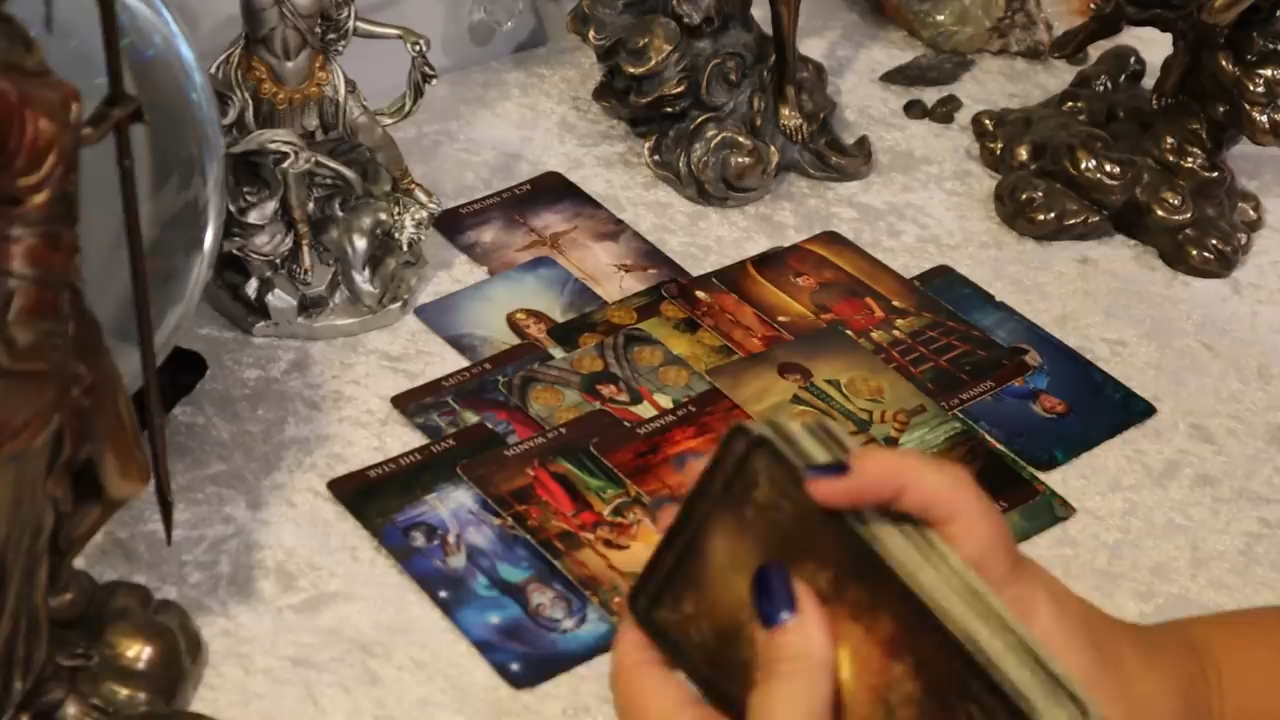 ACE OF SWORDS
8 OF CUPS
7 OF WANDS
5 OF WANDS
4 OF WANDS
XVII - THE STAR